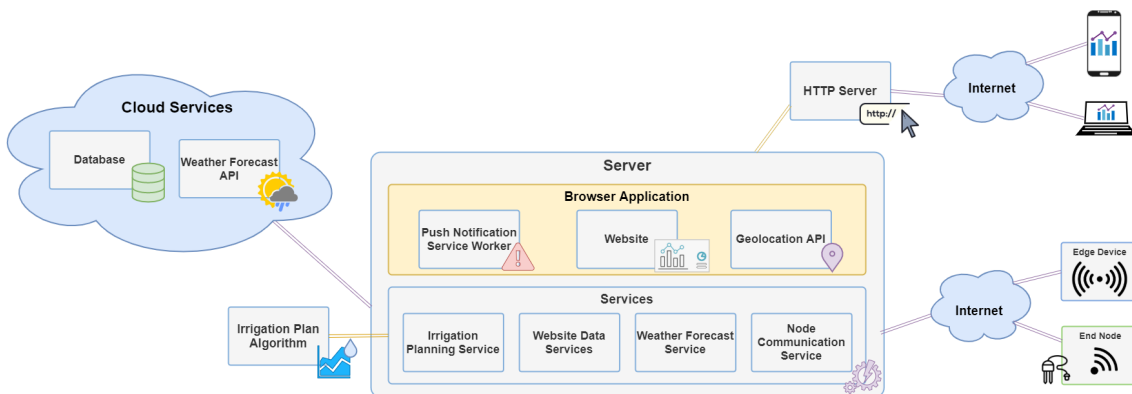 Cloud Services
Database
Weather Forecast
API
HTTP Server
http://
Internet
Server
Browser Application
Push Notification
Service Worker
Website
Geolocation API
Services
Irrigation
Planning Service
Website Data
Services
Weather Forecast
Service
Node
Communication
Service
Irrigation Plan
Algorithm
Internet
Edge Device
End Node